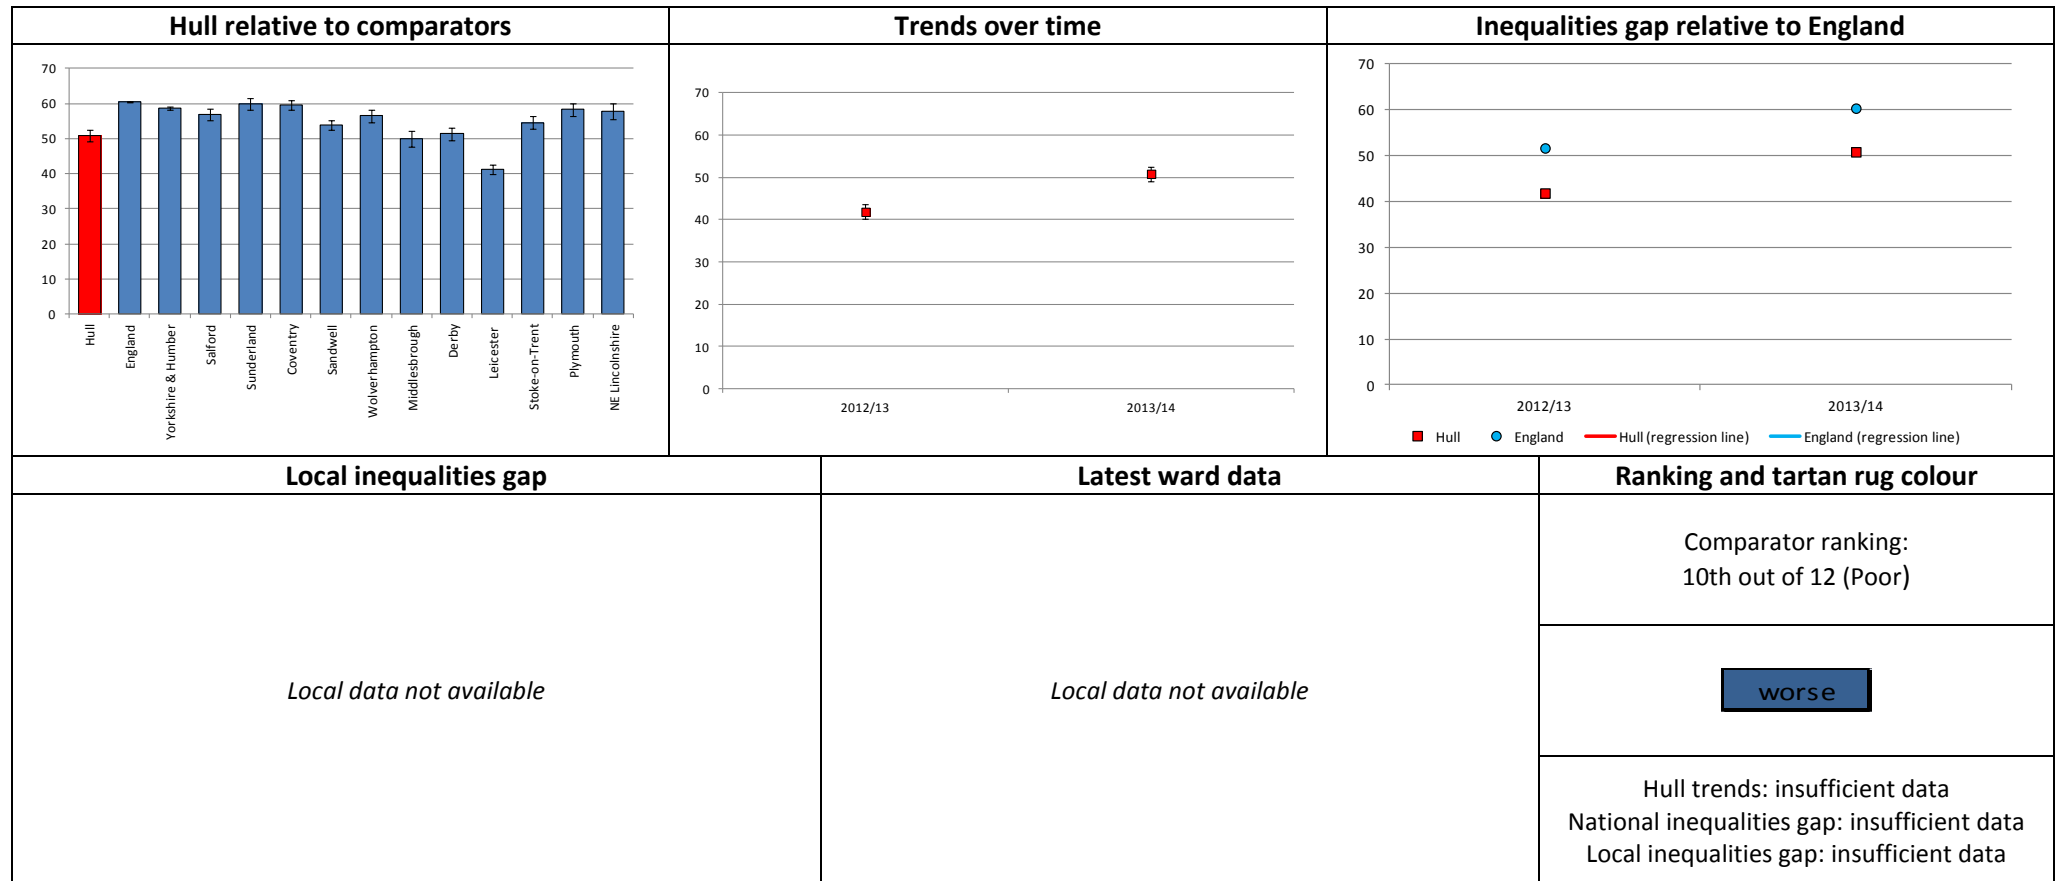 Hull relative to comparators
70
60
50
40
30
20
10
0
Hull
England
Yorkshire & Humber
Salford
Sunderland
Coventry
Sandwell
Wolverhampton
Middlesbrough
Derby
Leicester
Stoke-on-Trent
Plymouth
NE Lincolnshire
Trends over time
70
60
50
40
30
20
10
0
2012/13 2013/14
Inequalities gap relative to England
70
60
50
40
30
20
10
0
2012/13 2013/14
Hull England Hull (regression line) England (regression line)
Local inequalities gap
Local data not available
Latest ward data
Local data not available
Ranking and tartan rug colour
Comparator ranking:
10th out of 12 (Poor)
worse
Hull trends: insufficient data
National inequalities gap: insufficient data
Local inequalities gap: insufficient data